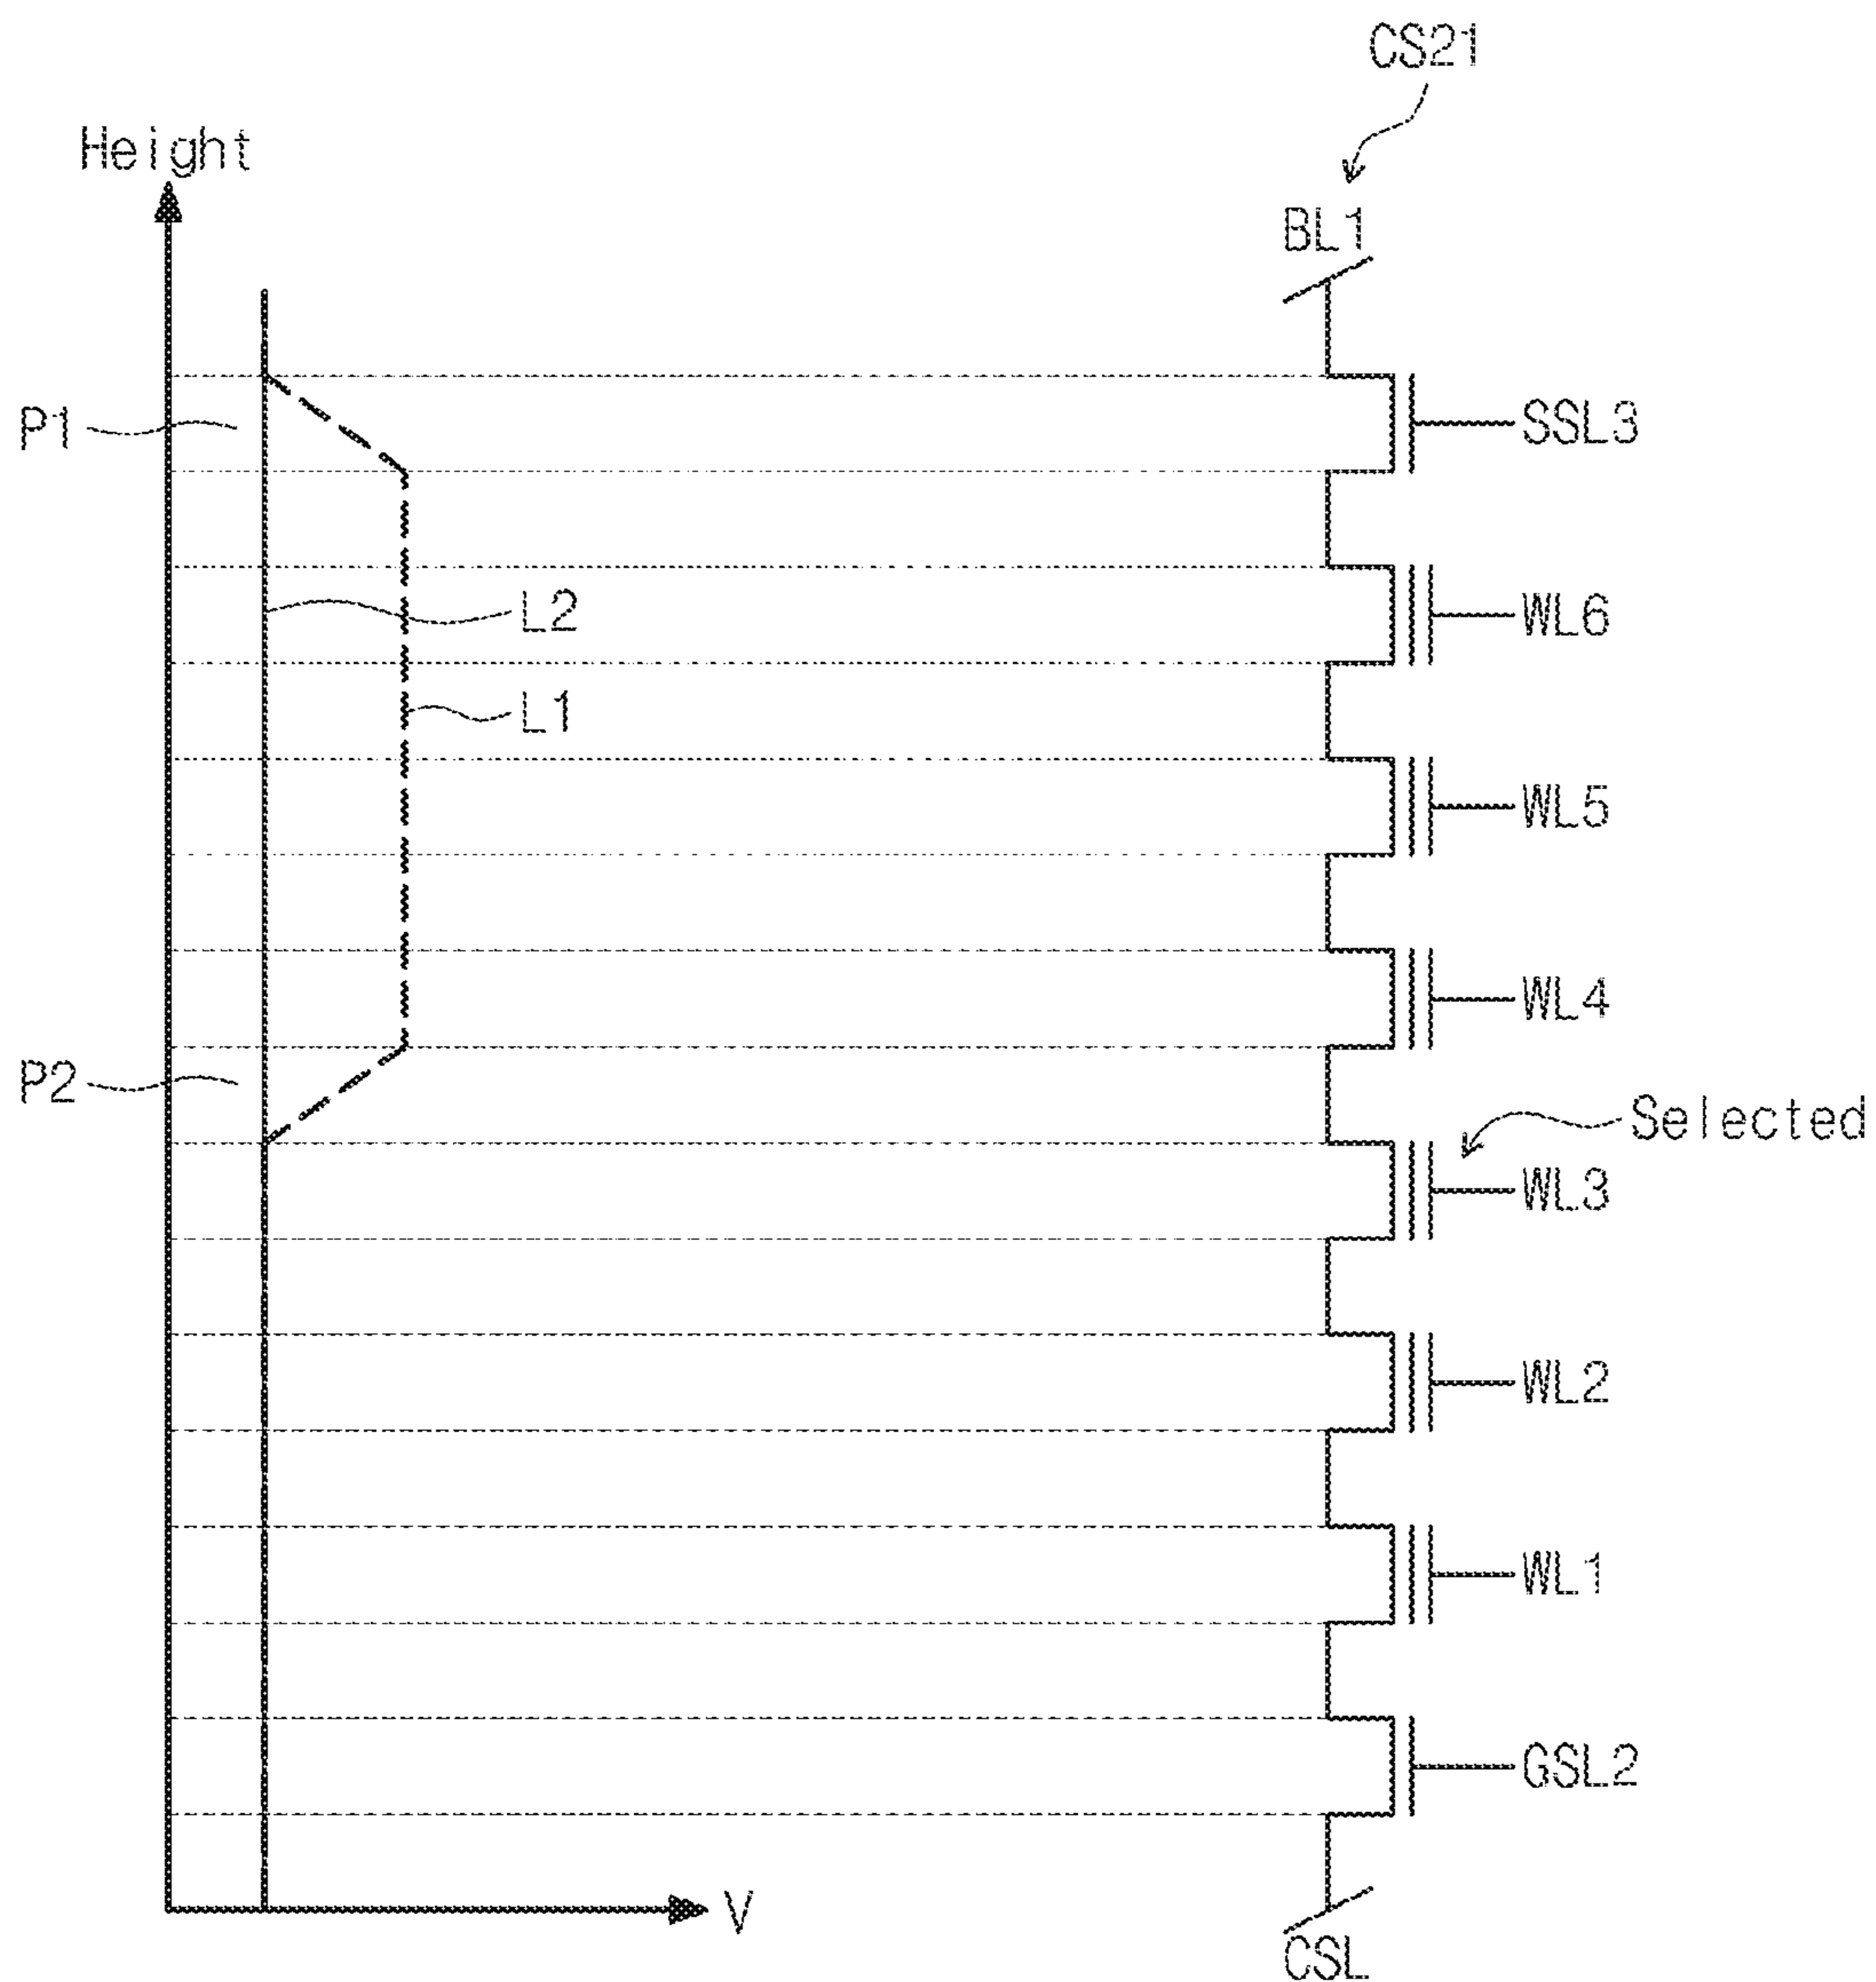 CS21
Height
BL1
P1
SSL3
L2
WL6
L1
WL5
WL4
P2
Selected
WL3
WL2
WL1
GSL2
V
CSL